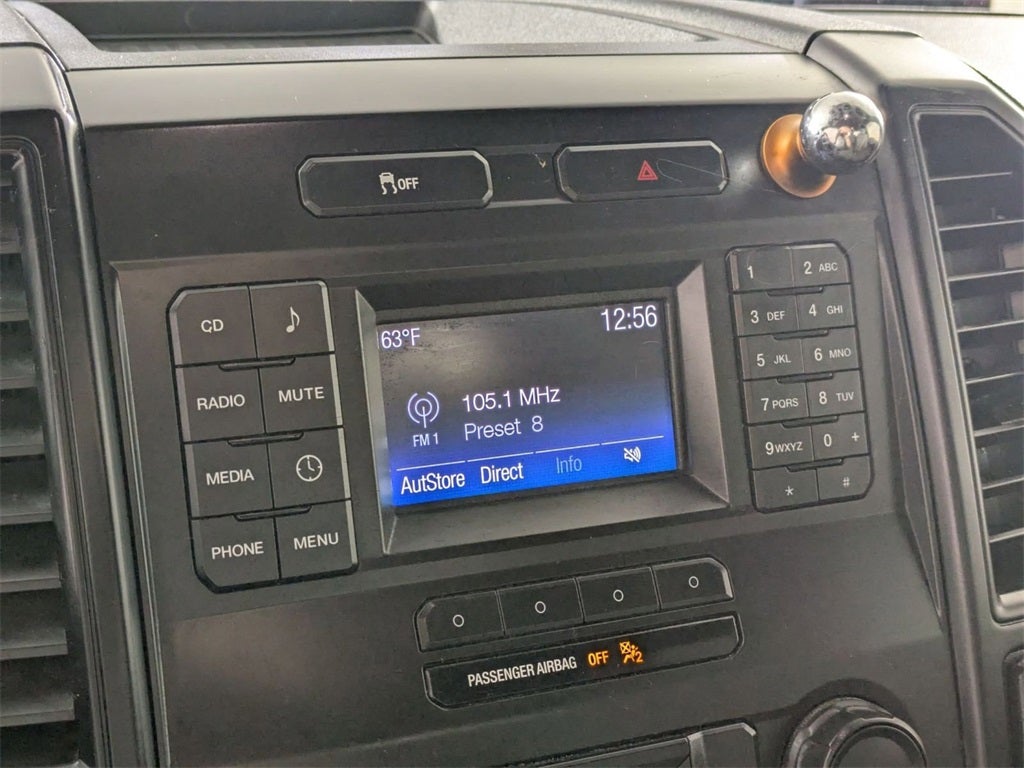 OFF
63°F
12:56
105.1 MHz
FM 1
Preset 8
AutStore Direct Info
CD
RADIO MUTE
MEDIA
PHONE MENU
1 2 ABC
3 DEF 4 GHI
5 JKL 6 MNO
7 PQRS 8 TUV
9 WXYZ 0 +
* #
PASSENGER AIRBAG OFF 2